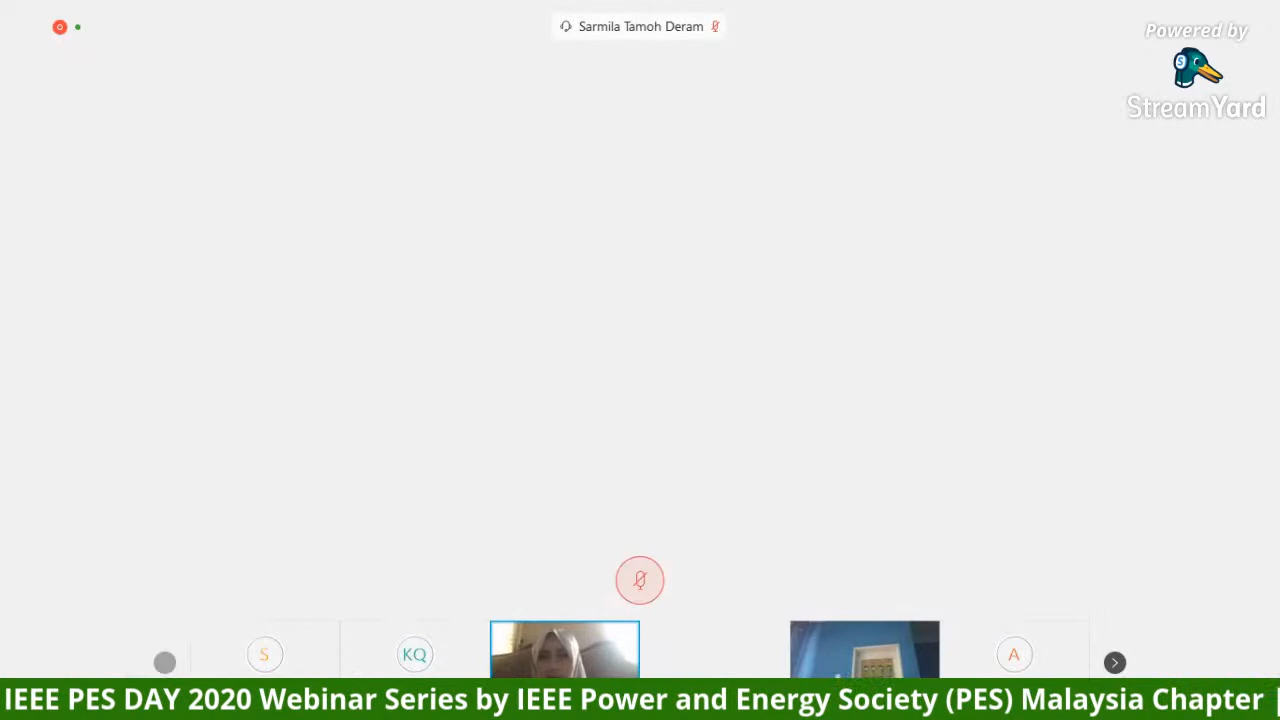 Sarmila Tamoh Deram
Powered by
S
StreamYard
S
KQ
A
IEEE PES DAY 2020 Webinar Series by IEEE Power and Energy Society (PES) Malaysia Chapter |